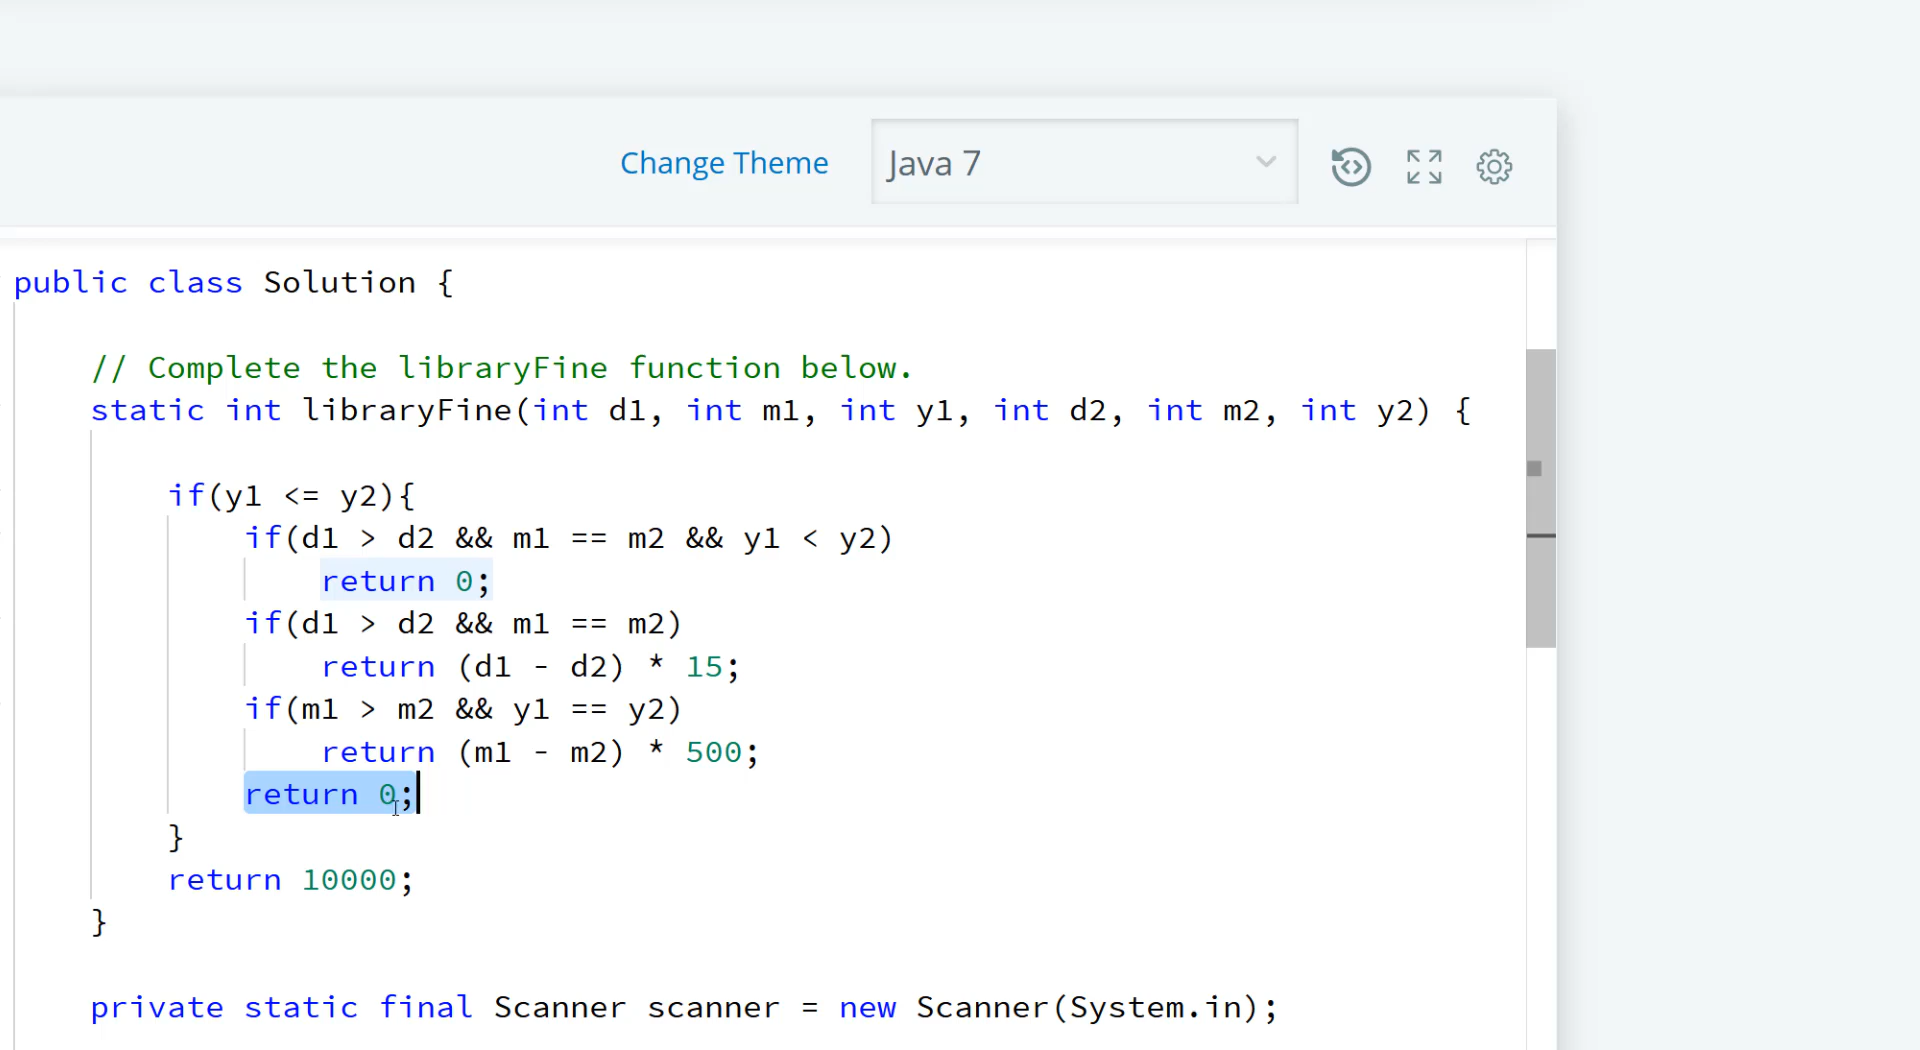 Change Theme
Java 7
public class Solution {
// Complete the libraryFine function below.
static int libraryFine(int d1, int m1, int y1, int d2, int m2, int y2) {
if(y1 <= y2){
if(d1 > d2 && m1 == m2 && y1 < y2)
return 0;
if(d1 > d2 && m1 == m2)
return (d1 - d2) * 15;
if(m1 > m2 && y1 == y2)
return (m1 - m2) * 500;
return 0;
}
return 10000;
}
private static final Scanner scanner = new Scanner(System.in);